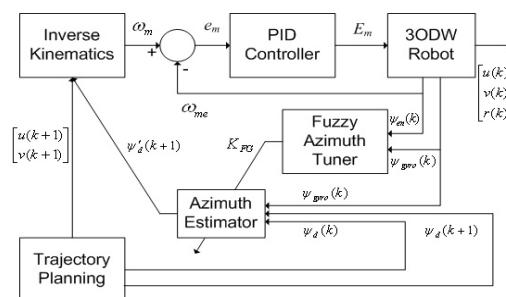 Inverse
Kinematics
ω_m
+
-
e_m
PID
Controller
E_m
3ODW
Robot
[u(k)
v(k)
r(k)]
ω_me
ψ_en(k)
Fuzzy
Azimuth
Tuner
K_FG
ψ_gyro(k)
[u(k+1)
v(k+1)]
ψ'_d(k+1)
Azimuth
Estimator
ψ_gyro(k)
ψ_d(k)
ψ_d(k+1)
Trajectory
Planning